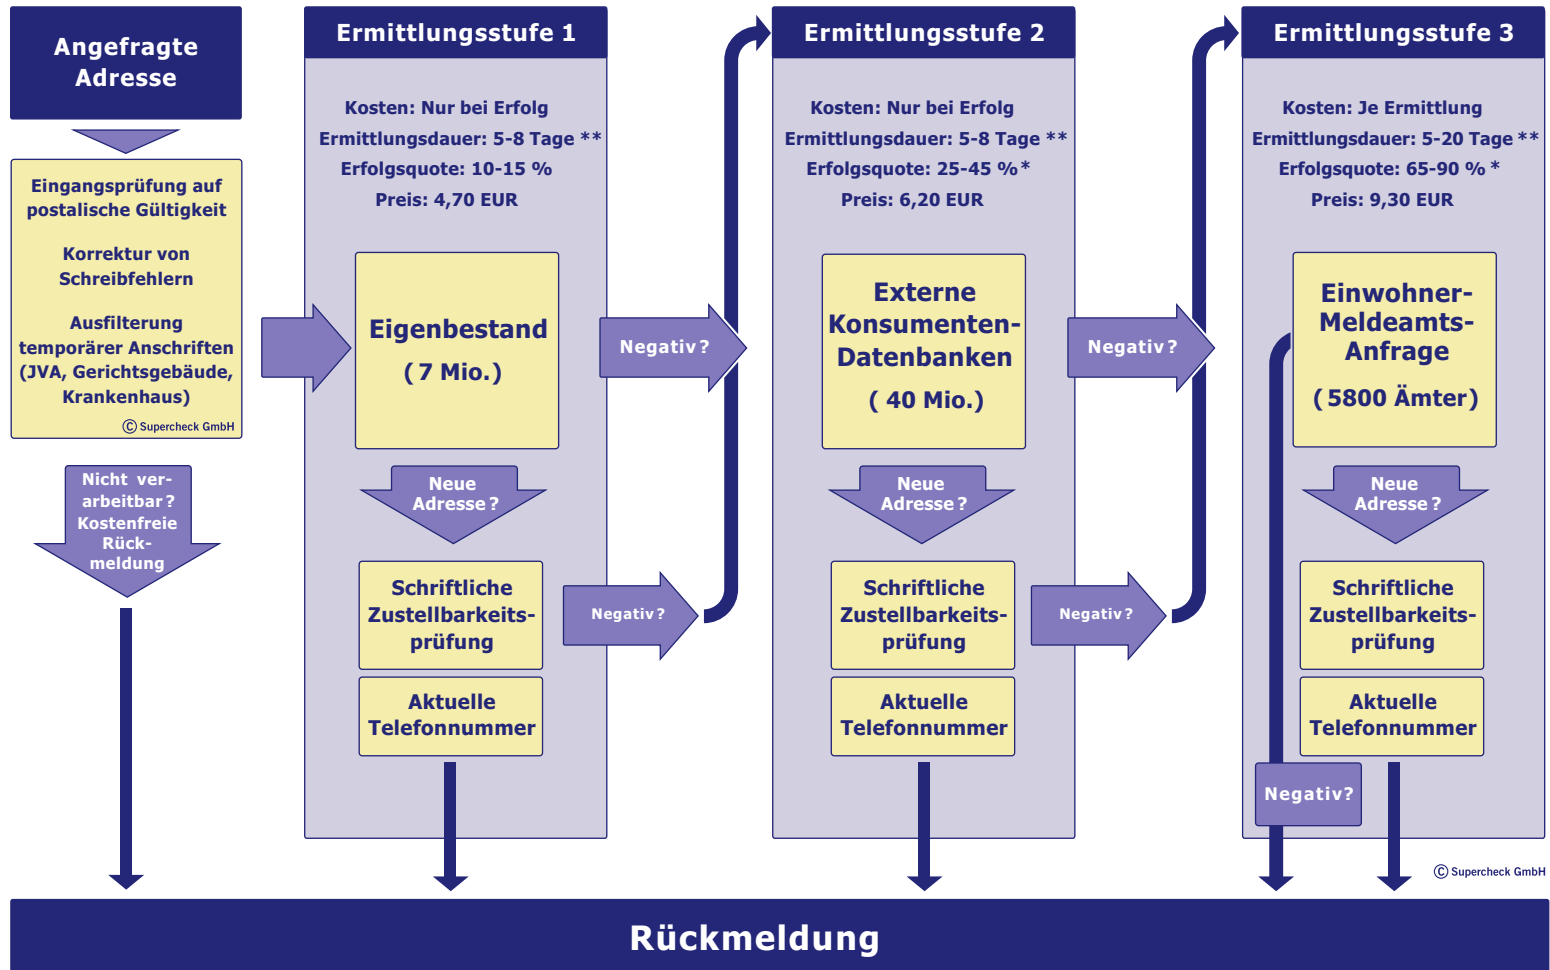 Angefragte
Adresse
Eingangsprüfung auf
postalische Gültigkeit
Korrektur von
Schreibfehlern
Ausfilterung
temporärer Anschriften
(JVA, Gerichtsgebäude,
Krankenhaus)
© Supercheck GmbH
Nicht ver-
arbeitbar?
Kostenfreie
Rück-
meldung
Ermittlungsstufe 1
Kosten: Nur bei Erfolg
Ermittlungsdauer: 5-8 Tage **
Erfolgsquote: 10-15 %
Preis: 4,70 EUR
Eigenbestand
( 7 Mio.)
Negativ?
Neue
Adresse?
Schriftliche
Zustellbarkeits-
prüfung
Negativ?
Aktuelle
Telefonnummer
Ermittlungsstufe 2
Kosten: Nur bei Erfolg
Ermittlungsdauer: 5-8 Tage **
Erfolgsquote: 25-45 % *
Preis: 6,20 EUR
Externe
Konsumenten-
Datenbanken
( 40 Mio.)
Negativ?
Neue
Adresse?
Schriftliche
Zustellbarkeits-
prüfung
Negativ?
Aktuelle
Telefonnummer
Ermittlungsstufe 3
Kosten: Je Ermittlung
Ermittlungsdauer: 5-20 Tage **
Erfolgsquote: 65-90 % *
Preis: 9,30 EUR
Einwohner-
Meldeamts-
Anfrage
( 5800 Ämter)
Neue
Adresse?
Schriftliche
Zustellbarkeits-
prüfung
Aktuelle
Telefonnummer
Negativ?
© Supercheck GmbH
Rückmeldung